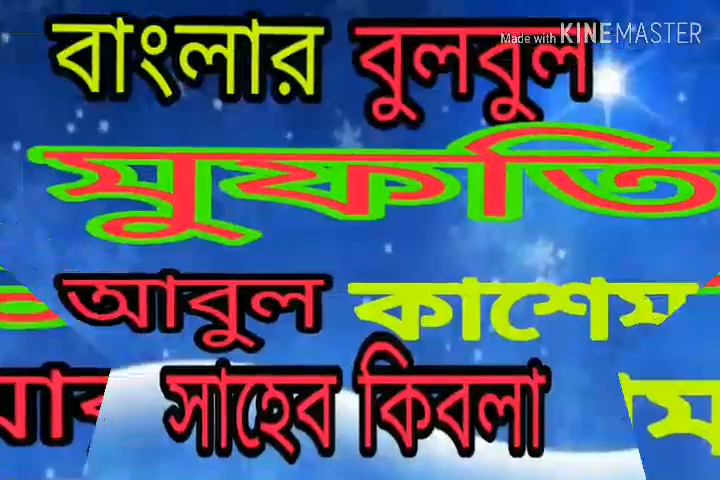 Made with KINEMASTER
বাংলার বুলবুল
মুফতি
আবুল কাশেম
সাহেব কিবলা